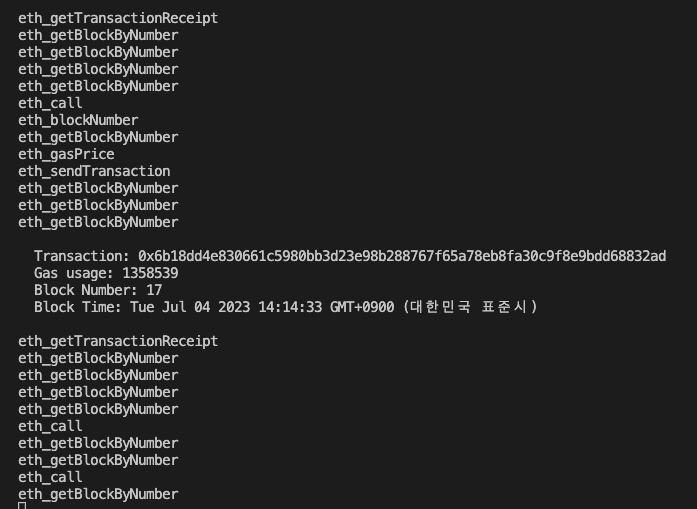 eth_getTransactionReceipt
eth_getBlockByNumber
eth_getBlockByNumber
eth_getBlockByNumber
eth_getBlockByNumber
eth_call
eth_blockNumber
eth_getBlockByNumber
eth_gasPrice
eth_sendTransaction
eth_getBlockByNumber
eth_getBlockByNumber
eth_getBlockByNumber
Transaction: 0x6b18dd4e830661c5980bb3d23e98b288767f65a78eb8fa30c9f8e9bdd68832ad
Gas usage: 1358539
Block Number: 17
Block Time: Tue Jul 04 2023 14:14:33 GMT+0900 (대한민국 표준시)
eth_getTransactionReceipt
eth_getBlockByNumber
eth_getBlockByNumber
eth_getBlockByNumber
eth_getBlockByNumber
eth_call
eth_getBlockByNumber
eth_getBlockByNumber
eth_call
eth_getBlockByNumber